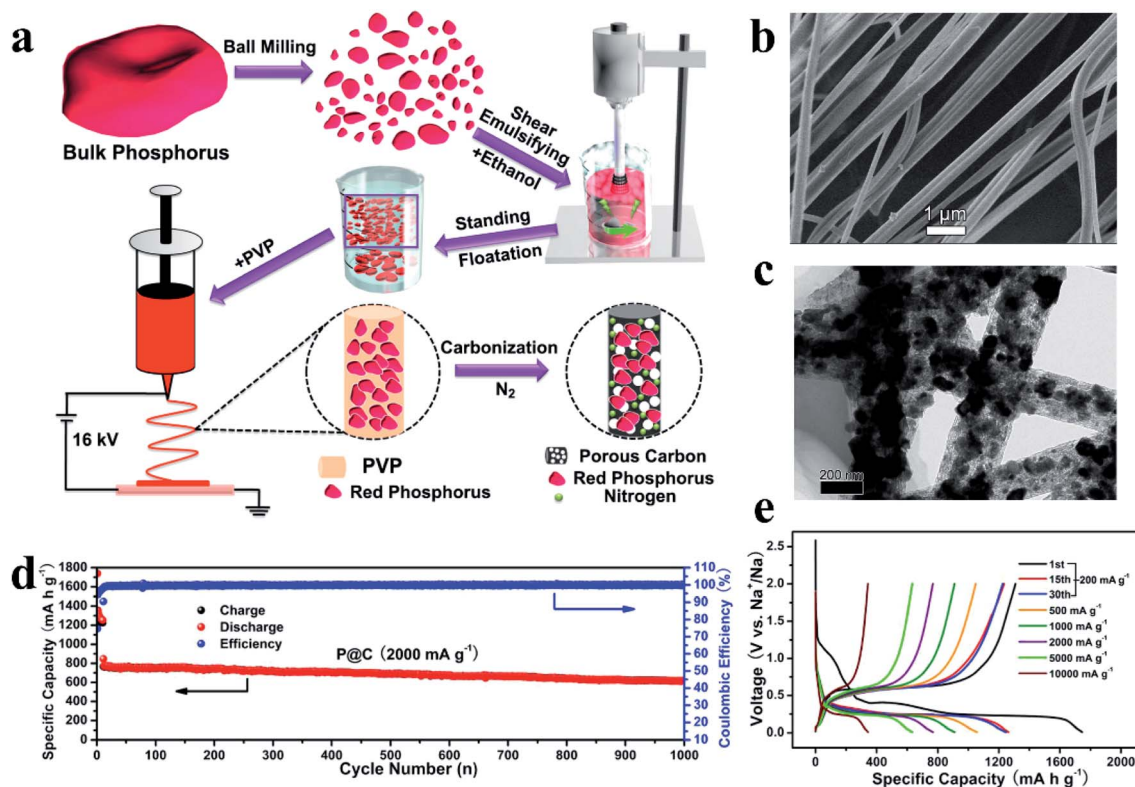 a
Ball Milling
Bulk Phosphorus
Shear
Emulsifying
+Ethanol
Standing
Floatation
+PVP
16 kV
Carbonization
N2
PVP
Red Phosphorus
Porous Carbon
Red Phosphorus
Nitrogen
b
1 μm
c
200 nm
d
Specific Capacity (mA h g-1)
1800
1600
1400
1200
1000
800
600
400
200
0
Charge
Discharge
Efficiency
P@C (2000 mA g-1)
0 100 200 300 400 500 600 700 800 900 1000
Cycle Number (n)
110
100
90
80
70
60
50
40
30
20
10
Coulombic Efficiency (%)
e
Voltage (V vs. Na+/Na)
2.5
2.0
1.5
1.0
0.5
0.0
1st
15th
200 mA g-1
30th
500 mA g-1
1000 mA g-1
2000 mA g-1
5000 mA g-1
10000 mA g-1
0 400 800 1200 1600 2000
Specific Capacity (mA h g-1)